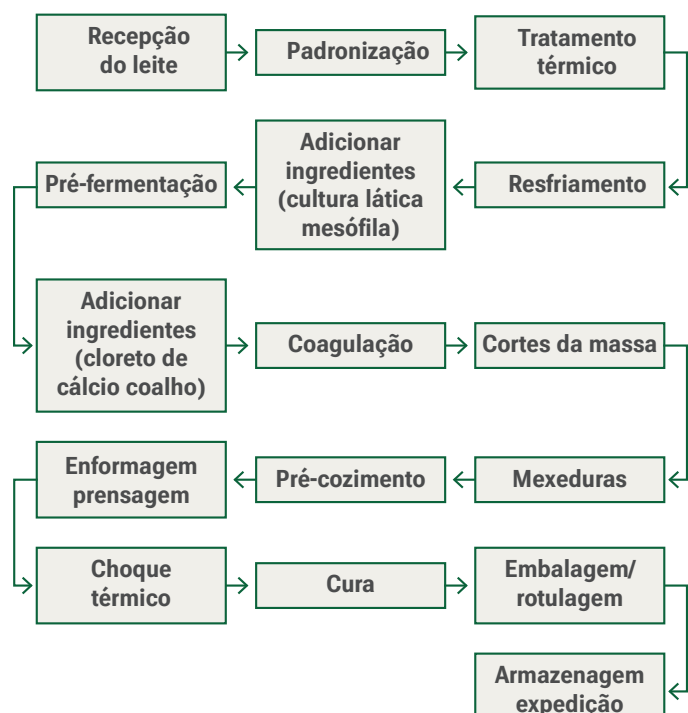 Recepção
do leite
Padronização
Tratamento
térmico
Resfriamento
Adicionar
ingredientes
(cultura lática
mesófila)
Pré-fermentação
Adicionar
ingredientes
(cloreto de
cálcio coalho)
Coagulação
Cortes da massa
Mexeduras
Pré-cozimento
Enformagem
prensagem
Choque
térmico
Cura
Embalagem/
rotulagem
Armazenagem
expedição